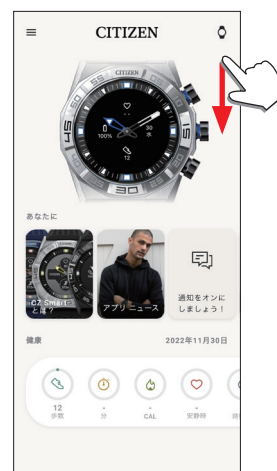 CITIZEN
CITIZEN
100%
30
水
12
あなたに
CZ Smart
とは？
アプリ ニュース
通知をオンに
しましょう！
健康
2022年11月30日
12
歩数
-
分
-
CAL
-
安静時